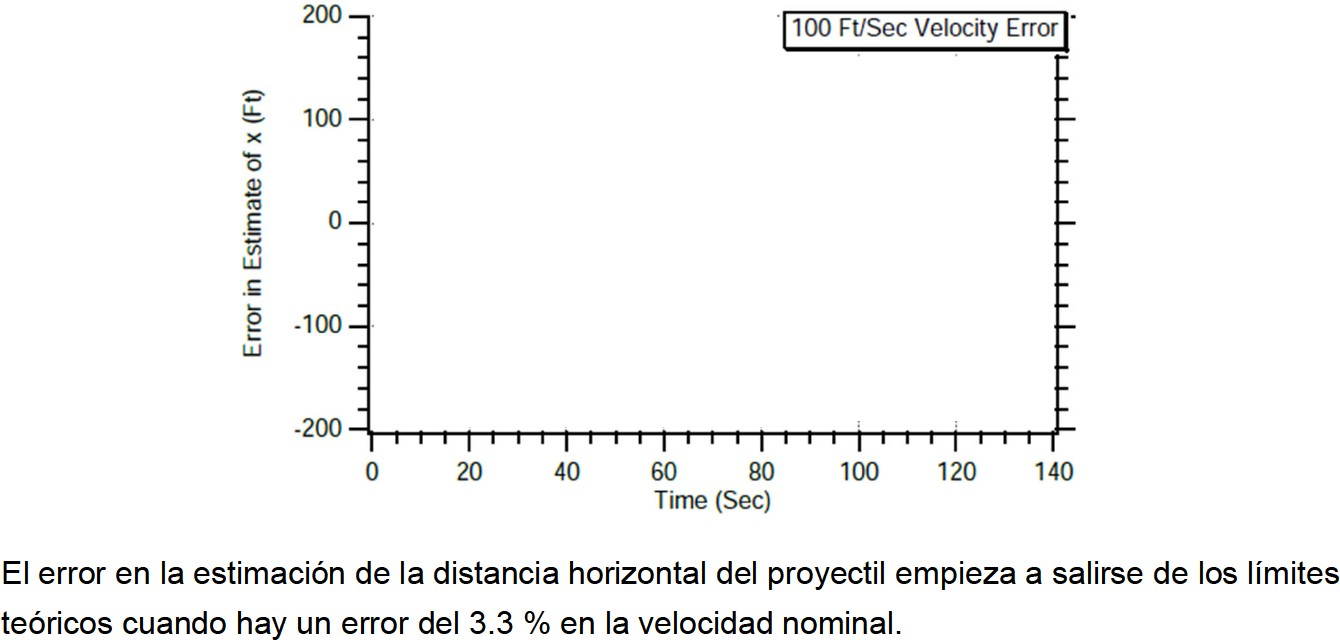 200
100 Ft/Sec Velocity Error
100
0
-100
-200
Error in Estimate of x (Ft)
0 20 40 60 80 100 120 140
Time (Sec)
El error en la estimación de la distancia horizontal del proyectil empieza a salirse de los límites
teóricos cuando hay un error del 3.3 % en la velocidad nominal.